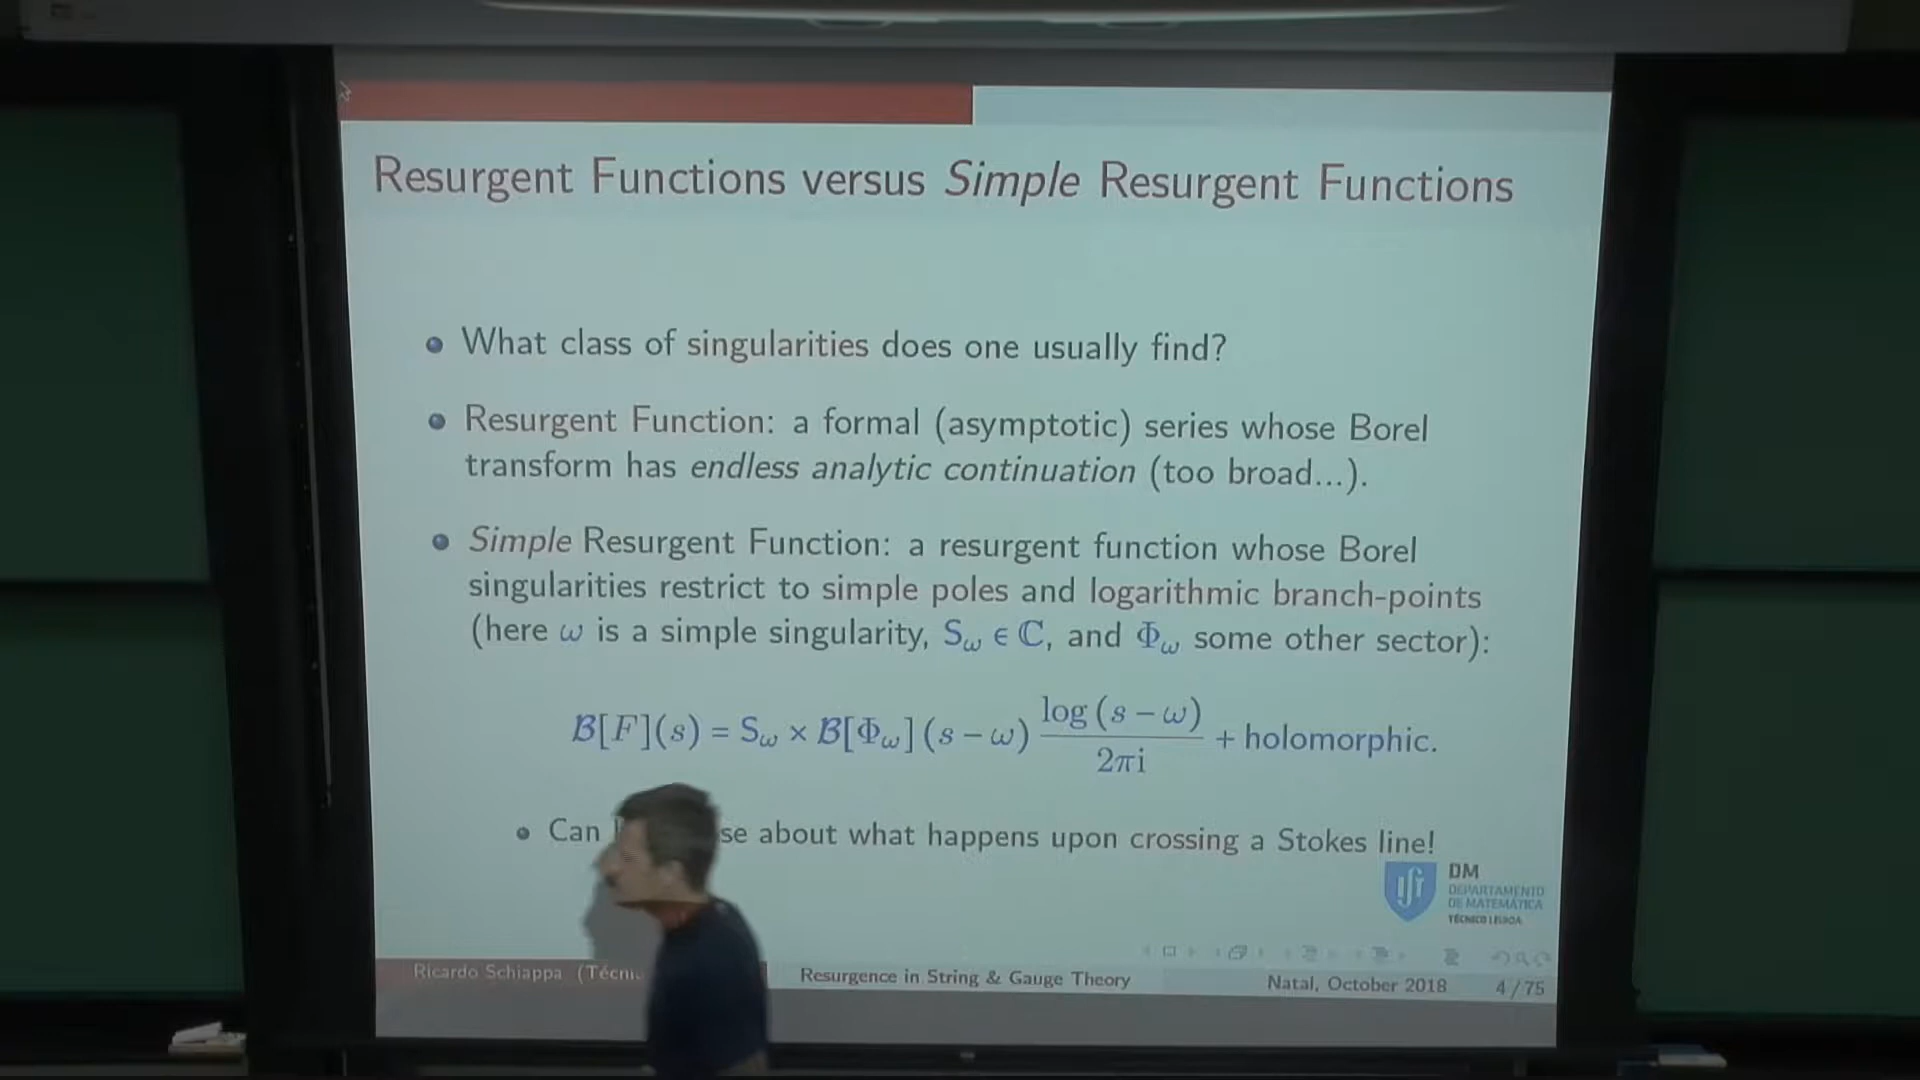 Resurgent Functions versus Simple Resurgent Functions
What class of singularities does one usually find?
Resurgent Function: a formal (asymptotic) series whose Borel
transform has endless analytic continuation (too broad...).
Simple Resurgent Function: a resurgent function whose Borel
singularities restrict to simple poles and logarithmic branch-points
(here ω is a simple singularity, S_ω ∈ ℂ, and Φ_ω some other sector):
𝓑[F](s) = S_ω × 𝓑[Φ_ω](s − ω) log(s − ω)/2πi + holomorphic.
Can se about what happens upon crossing a Stokes line!
DM
DEPARTAMENTO
DE MATEMÁTICA
TÉCNICO LISBOA
Ricardo Schiappa (Técni
Resurgence in String & Gauge Theory
Natal, October 2018
4 / 75